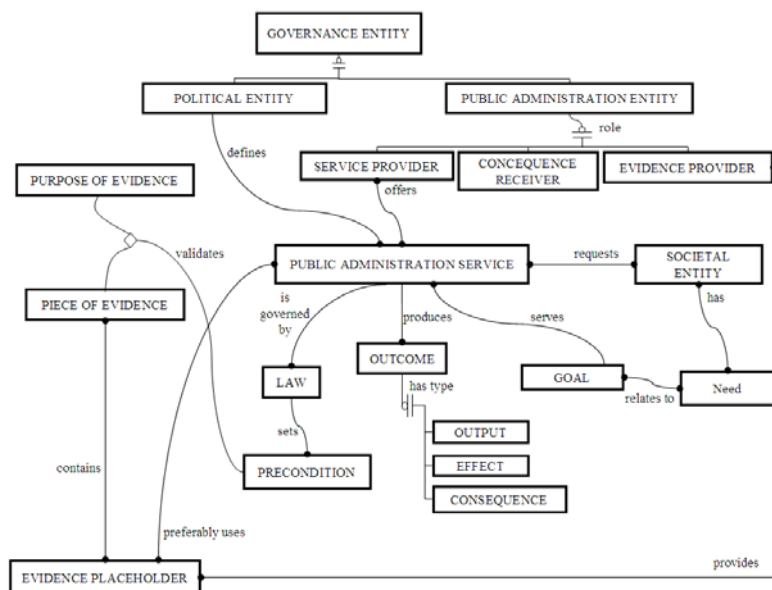 GOVERNANCE ENTITY
POLITICAL ENTITY
PUBLIC ADMINISTRATION ENTITY
role
defines
SERVICE PROVIDER
CONCEQUENCE
RECEIVER
EVIDENCE PROVIDER
PURPOSE OF EVIDENCE
offers
validates
PUBLIC ADMINISTRATION SERVICE
requests
SOCIETAL
ENTITY
PIECE OF EVIDENCE
is
governed
by
produces
serves
has
OUTCOME
LAW
has type
GOAL
relates to
Need
sets
OUTPUT
PRECONDITION
EFFECT
contains
CONSEQUENCE
preferably uses
EVIDENCE PLACEHOLDER
provides